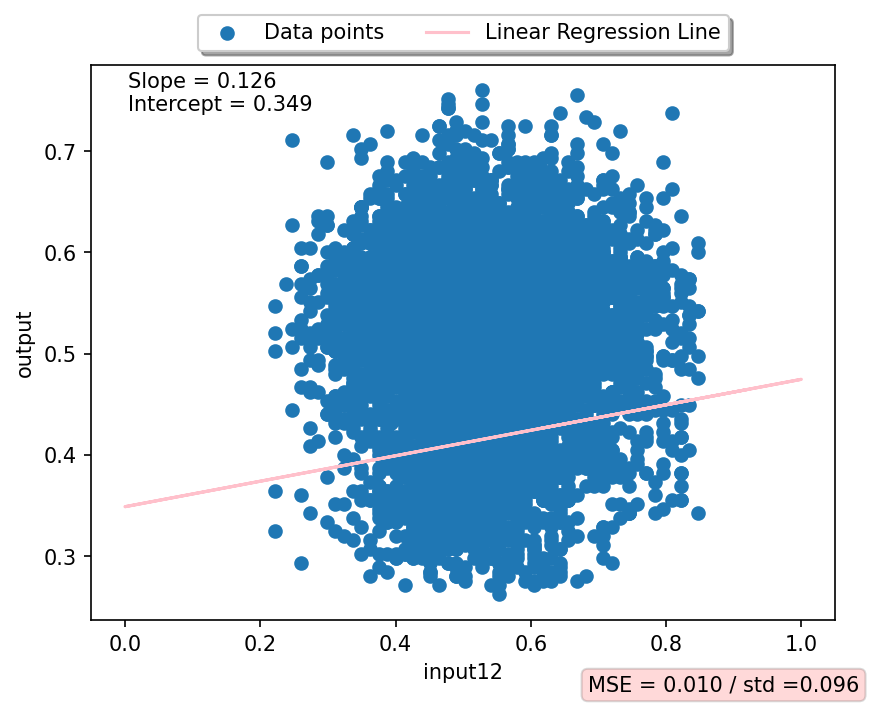 Data points
Linear Regression Line
Slope = 0.126
Intercept = 0.349
output
0.7
0.6
0.5
0.4
0.3
0.0
0.2
0.4
0.6
0.8
1.0
input12
MSE = 0.010 / std =0.096